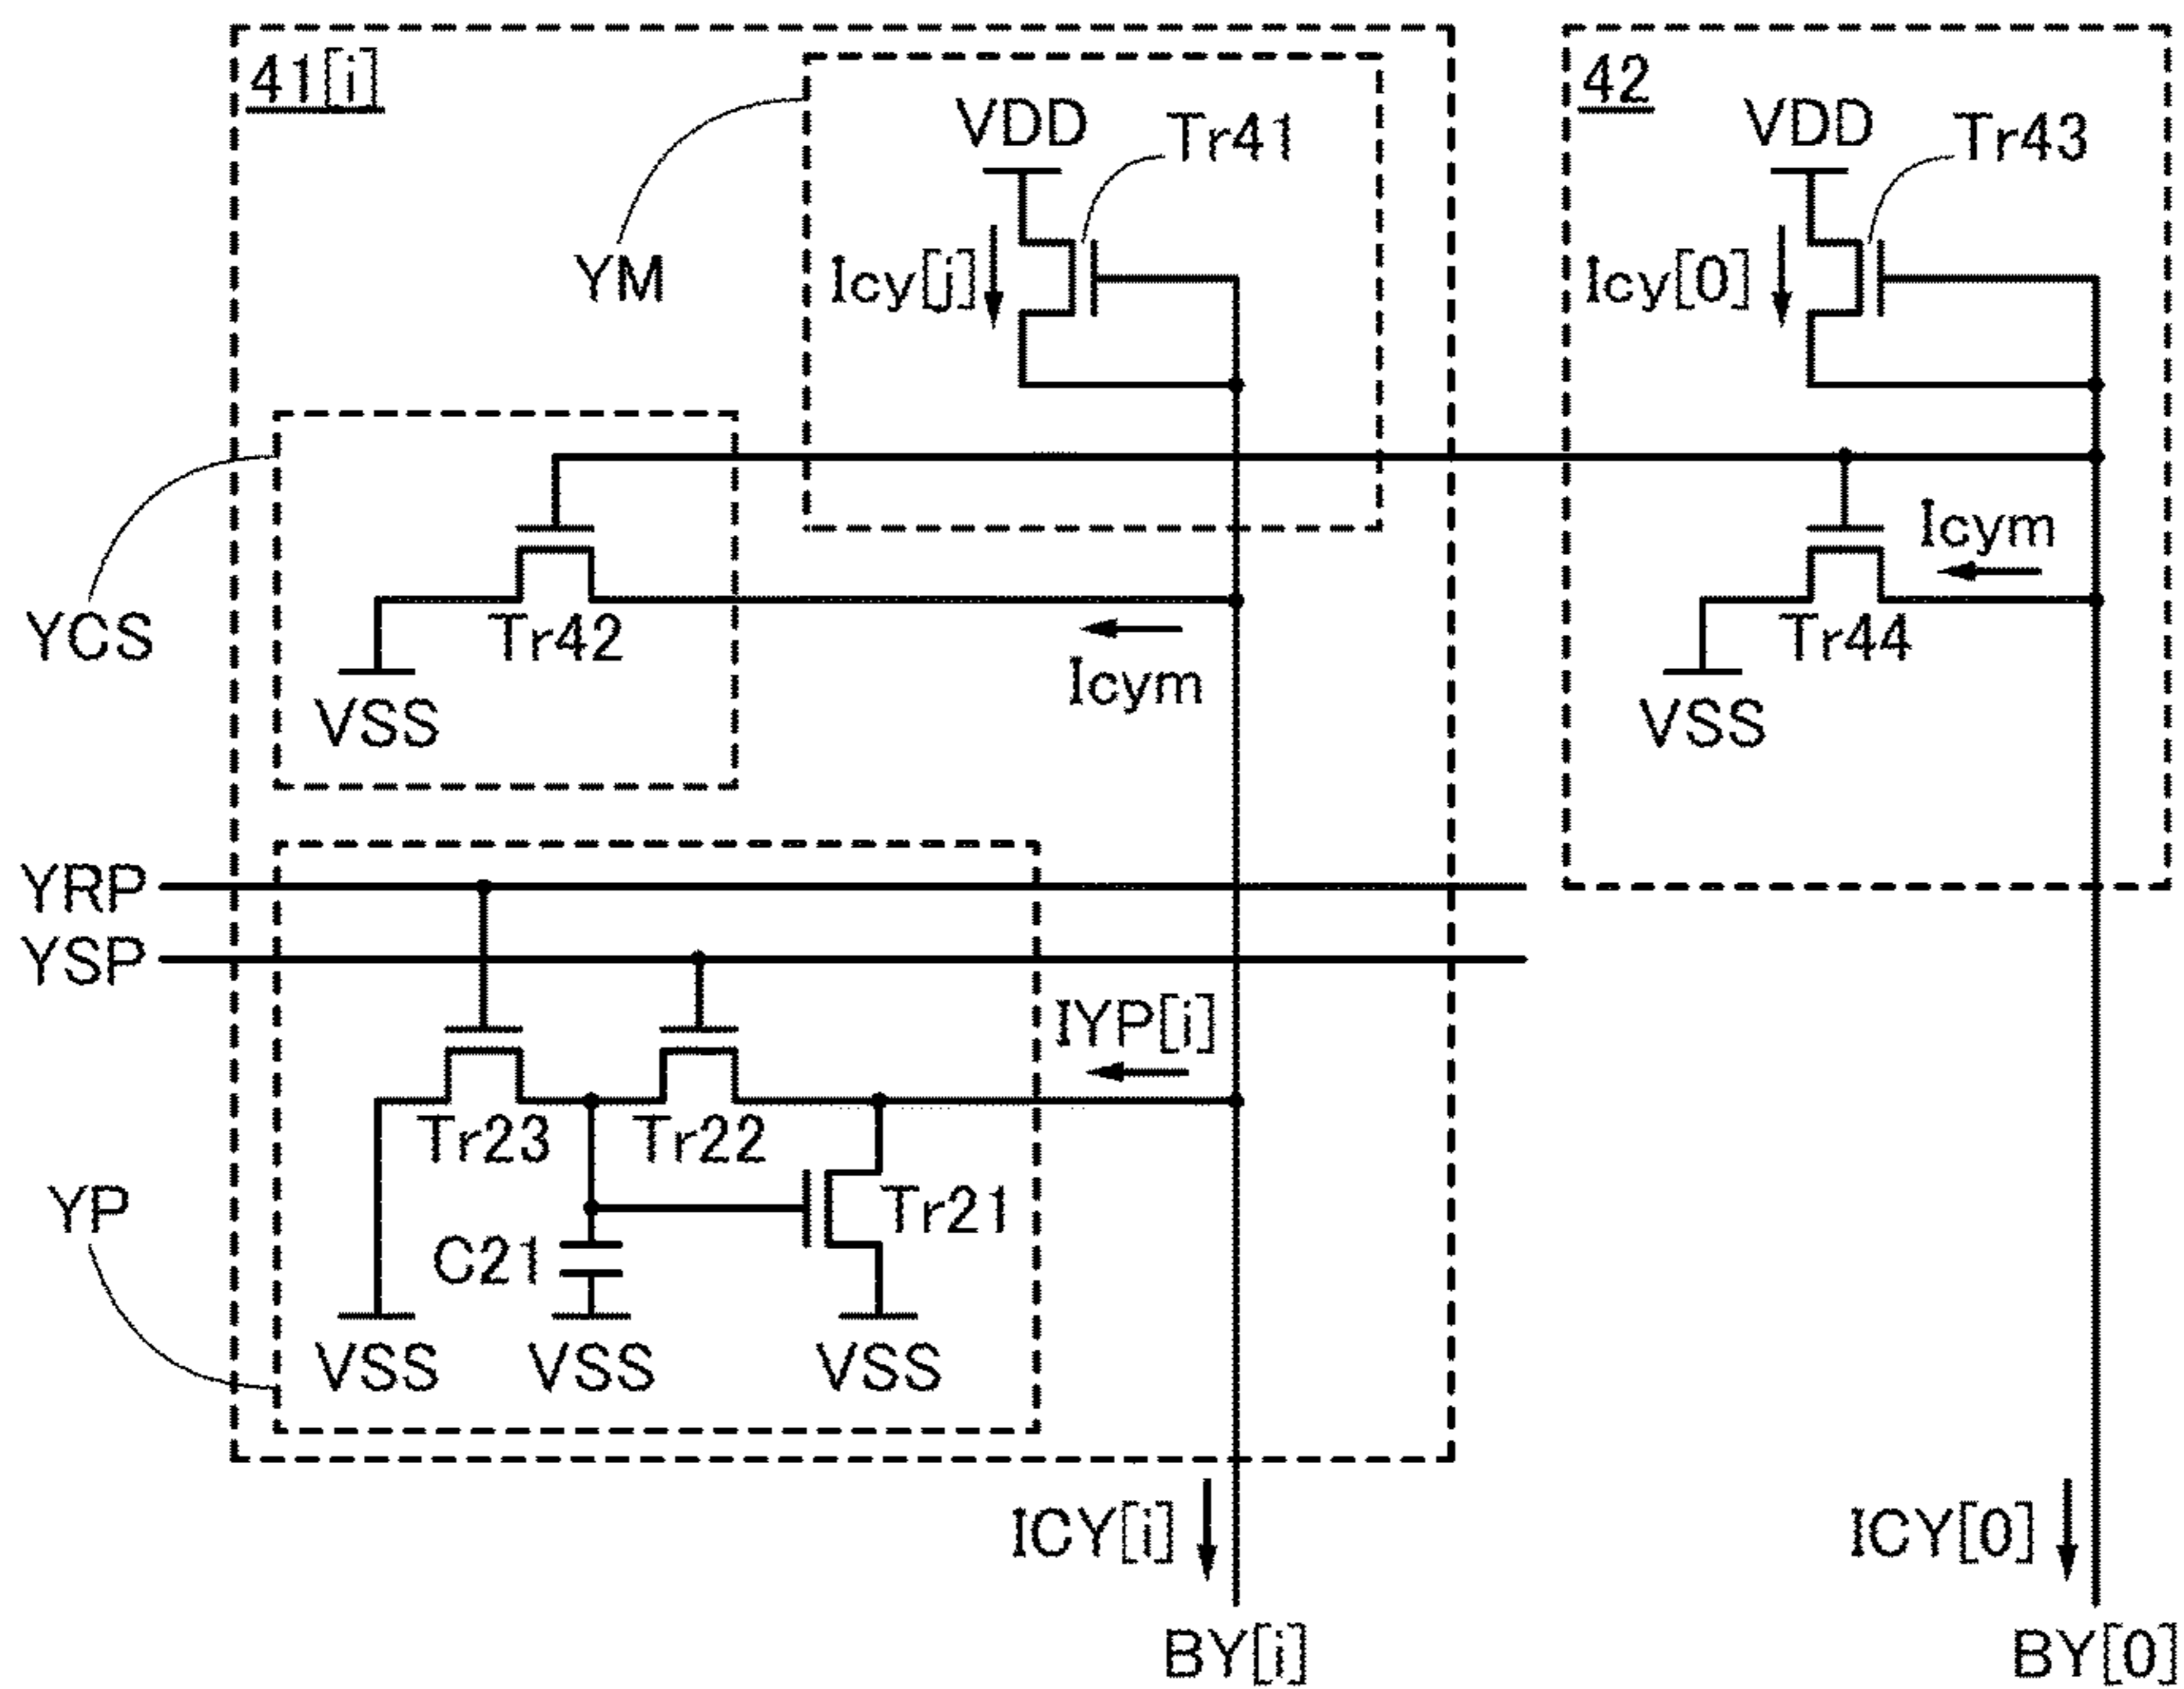 41[i]
42
VDD
Tr41
VDD
Tr43
YM
Icy[j]
Icy[0]
Icym
YCS
Tr42
Tr44
Icym
VSS
VSS
YRP
YSP
IYP[i]
Tr23
Tr22
YP
Tr21
C21
VSS
VSS
VSS
ICY[i]
ICY[0]
BY[i]
BY[0]